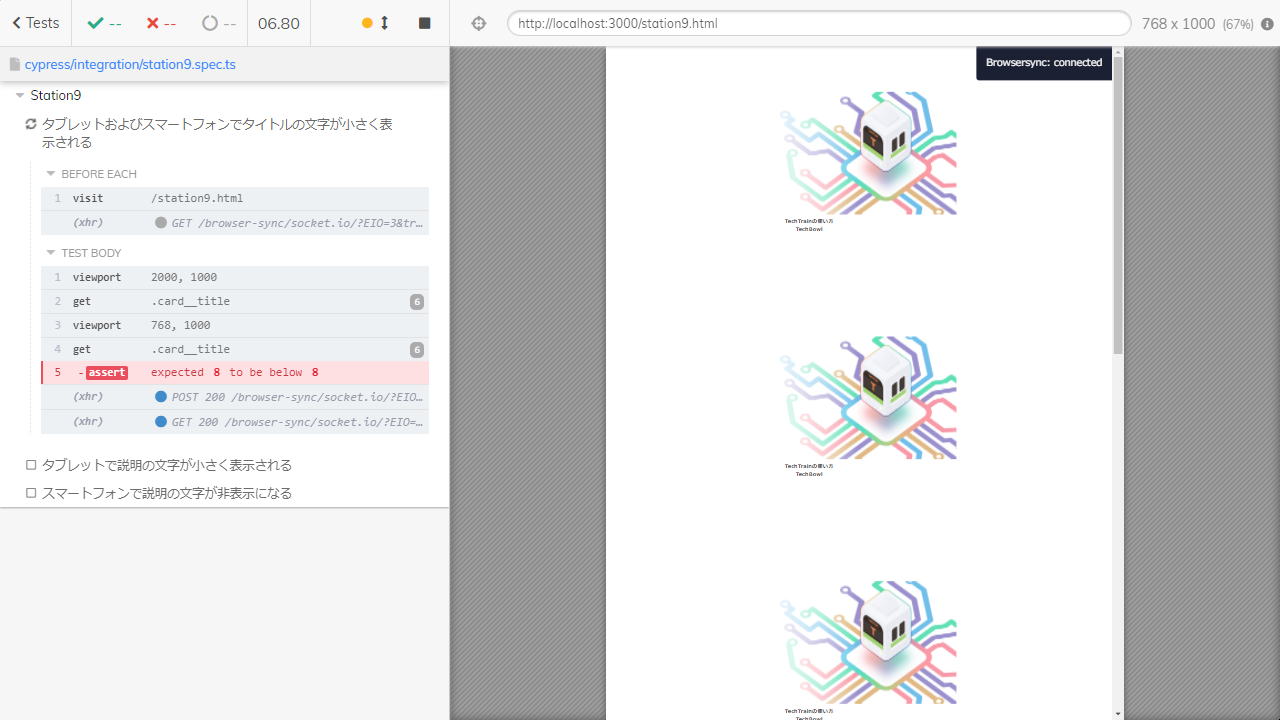 Tests
--
--
--
06.80
http://localhost:3000/station9.html
768 x 1000 (67%)
cypress/integration/station9.spec.ts
Station9
タブレットおよびスマートフォンでタイトルの文字が小さく表
示される
BEFORE EACH
1 visit /station9.html
(xhr) GET /browser-sync/socket.io/?EIO=3&tr…
TEST BODY
1 viewport 2000, 1000
2 get .card__title 6
3 viewport 768, 1000
4 get .card__title 6
5 -assert expected 8 to be below 8
(xhr) POST 200 /browser-sync/socket.io/?EIO…
(xhr) GET 200 /browser-sync/socket.io/?EIO=…
タブレットで説明の文字が小さく表示される
スマートフォンで説明の文字が非表示になる
Browsersync: connected
TechTrainの使い方
TechBowl
TechTrainの使い方
TechBowl
TechTrainの使い方
TechBowl